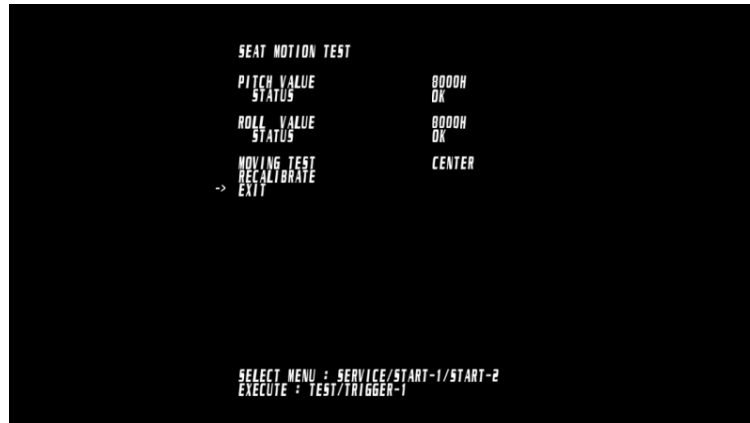 SEAT MOTION TEST
PITCH VALUE 8000H
STATUS OK
ROLL VALUE 8000H
STATUS OK
MOVING TEST CENTER
RECALIBRATE
-> EXIT
SELECT MENU : SERVICE/START-1/START-2
EXECUTE : TEST/TRIGGER-1